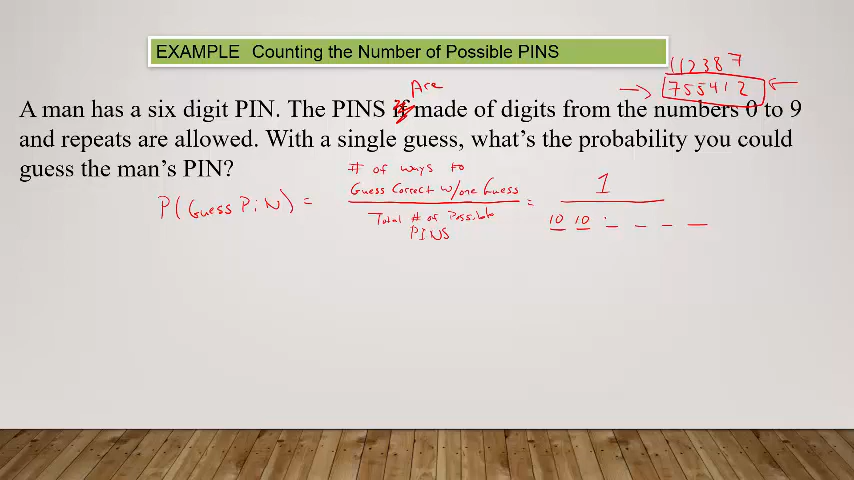 EXAMPLE Counting the Number of Possible PINS
112387
755412
Are
A man has a six digit PIN. The PINS if made of digits from the numbers 0 to 9
and repeats are allowed. With a single guess, what's the probability you could
guess the man's PIN?
# of ways to
Guess Correct w/one Guess
P(Guess PiN) = = 1
Total # of Possible
PINS
10 10